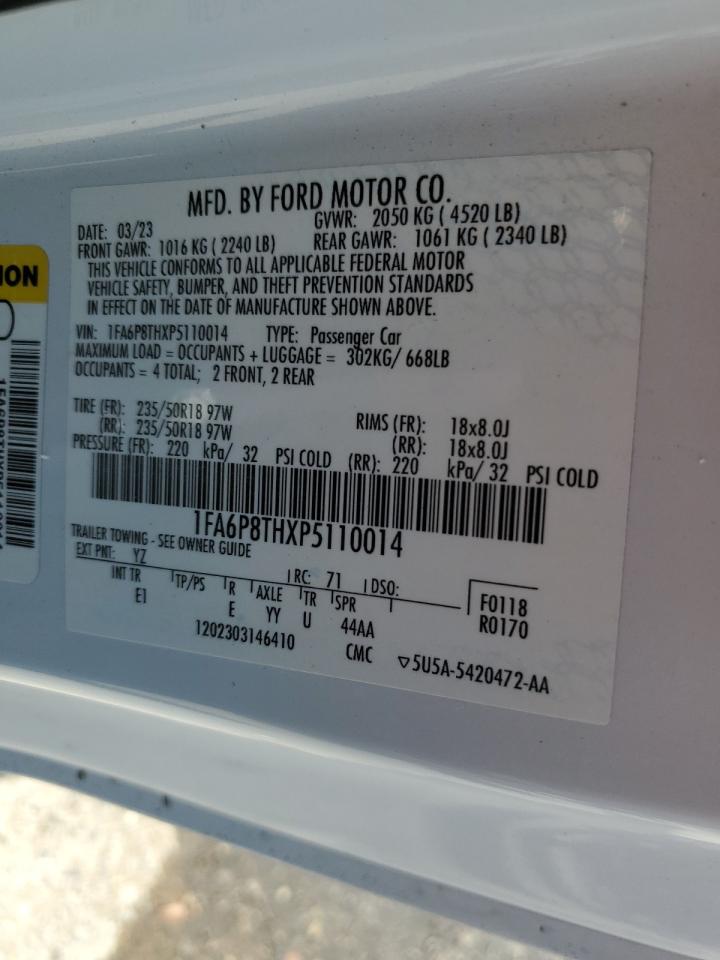 MFD. BY FORD MOTOR CO.
DATE: 03/23 GVWR: 2050 KG ( 4520 LB)
FRONT GAWR: 1016 KG ( 2240 LB) REAR GAWR: 1061 KG ( 2340 LB)
THIS VEHICLE CONFORMS TO ALL APPLICABLE FEDERAL MOTOR
VEHICLE SAFETY, BUMPER, AND THEFT PREVENTION STANDARDS
IN EFFECT ON THE DATE OF MANUFACTURE SHOWN ABOVE.
VIN: 1FA6P8THXP5110014 TYPE: Passenger Car
MAXIMUM LOAD = OCCUPANTS + LUGGAGE = 302KG/ 668LB
OCCUPANTS = 4 TOTAL; 2 FRONT, 2 REAR
TIRE (FR): 235/50R18 97W RIMS (FR): 18x8.0J
(RR): 235/50R18 97W (RR): 18x8.0J
PRESSURE (FR): 220 kPa/ 32 PSI COLD (RR): 220 kPa/ 32 PSI COLD
1FA6P8THXP5110014
TRAILER TOWING - SEE OWNER GUIDE
EXT PNT: YZ RC: 71 DSO:
INT TR TP/PS R AXLE TR SPR F0118
E1 E YY U 44AA R0170
1202303146410 CMC ▽5U5A-5420472-AA